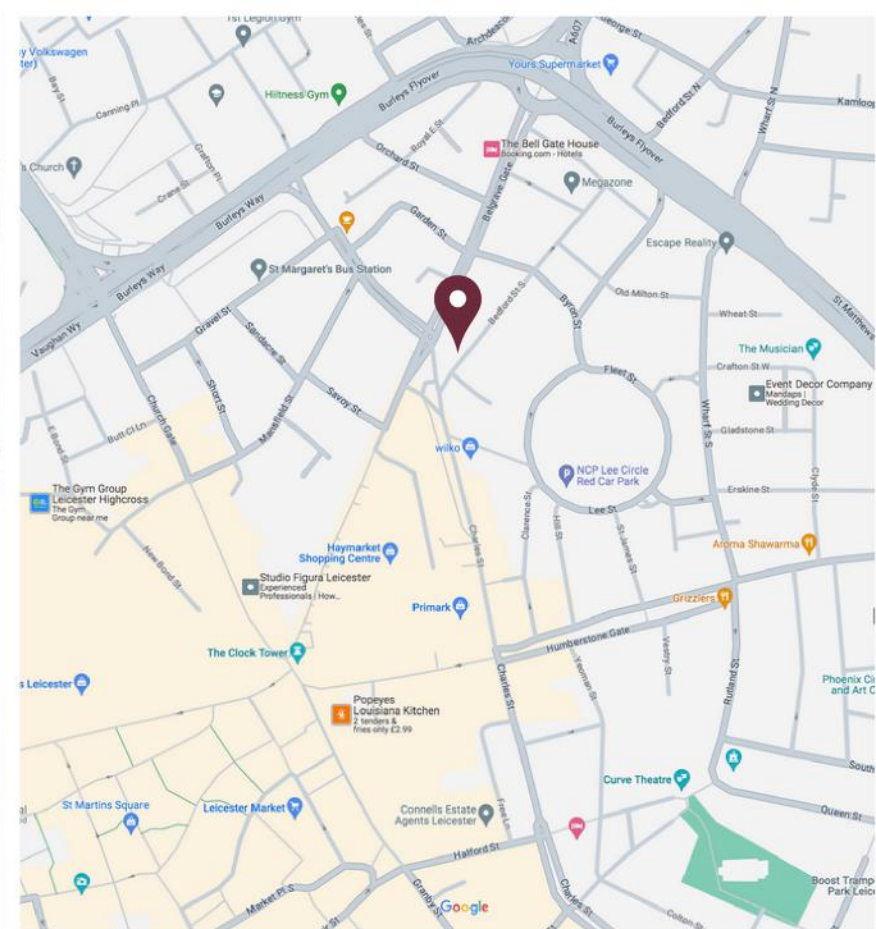 1st Legion Gym
Archdeacon
A607
George St
y Volkswagen
ter)
Yours Supermarket
Bay St
Canning Pl
Hiitness Gym
Burleys Flyover
Bedford St N
Wharf St N
Kamloop
Royal E St
The Bell Gate House
Booking.com - Hotels
Burleys Flyover
's Church
Grafton Pl
Crane St
Orchard St
Belgrave Gate
Megazone
Burleys Way
Garden St
Escape Reality
St Margaret's Bus Station
Burleys Way
Old Milton St
Bedford St S
St Matthews
Vaughan Wy
Gravel St
Sandacre St
Byron St
Wheat St
The Musician
Fleet St
Crafton St W
Event Decor Company
Mandaps |
Wedding Decor
Short St
Savoy St
Church Gate
Mansfield St
Wharf St S
E Bond St
Butt Cl Ln
Gladstone St
wilko
NCP Lee Circle
Red Car Park
Clyde St
The Gym Group
Leicester Highcross
The Gym
Group near me
Erskine St
Clarence St
Lee St
Hill St
St James St
New Bond St
Charles St
Haymarket
Shopping Centre
Aroma Shawarma
Studio Figura Leicester
Experienced
Professionals | How...
Primark
Grizzlers
Humberstone Gate
The Clock Tower
Vestry St
Yeoman St
Rutland St
s Leicester
Charles St
Phoenix Ci
and Art C
Popeyes
Louisiana Kitchen
2 tenders &
fries only £2.99
Curve Theatre
South
St Martins Square
Leicester Market
Connells Estate
Agents Leicester
Free Ln
Queen St
Halford St
Boost Tramp
Park Leic
Market Pl S
Granby St
Google
Charles St
Colton St